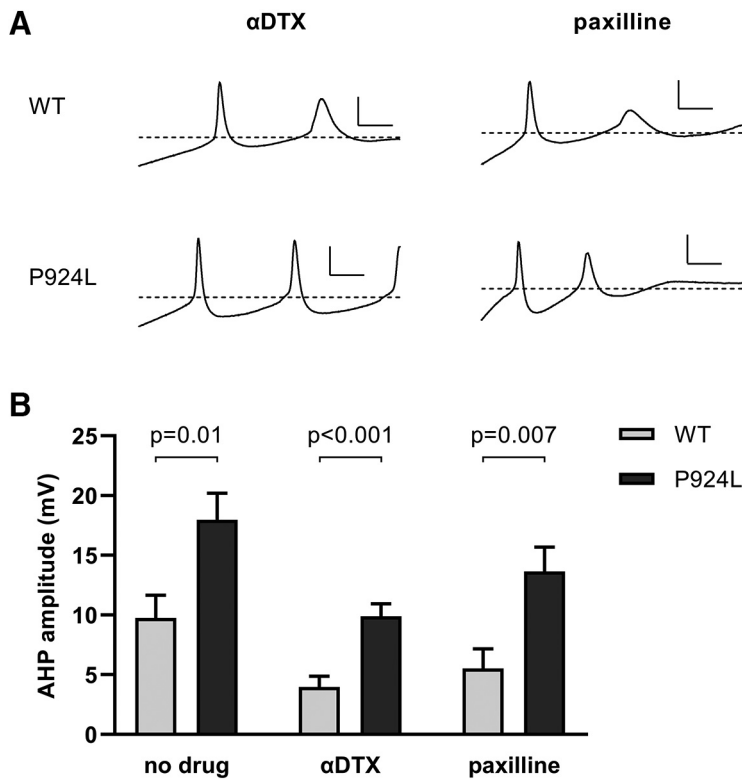 A
αDTX paxilline
WT
P924L
B
p=0.01 p<0.001 p=0.007
WT
P924L
AHP amplitude (mV)
25
20
15
10
5
0
no drug αDTX paxilline